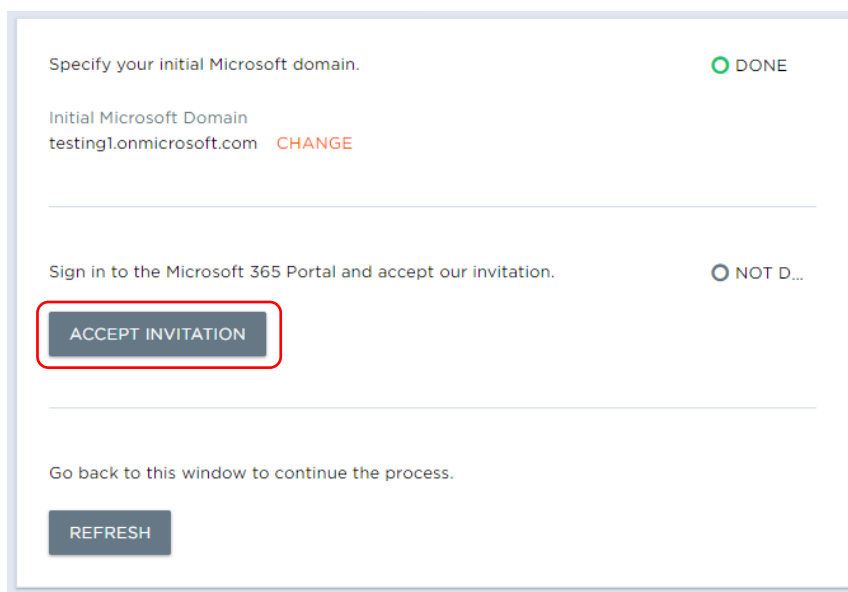 Specify your initial Microsoft domain.
DONE
Initial Microsoft Domain
testing1.onmicrosoft.com CHANGE
Sign in to the Microsoft 365 Portal and accept our invitation.
NOT D...
ACCEPT INVITATION
Go back to this window to continue the process.
REFRESH